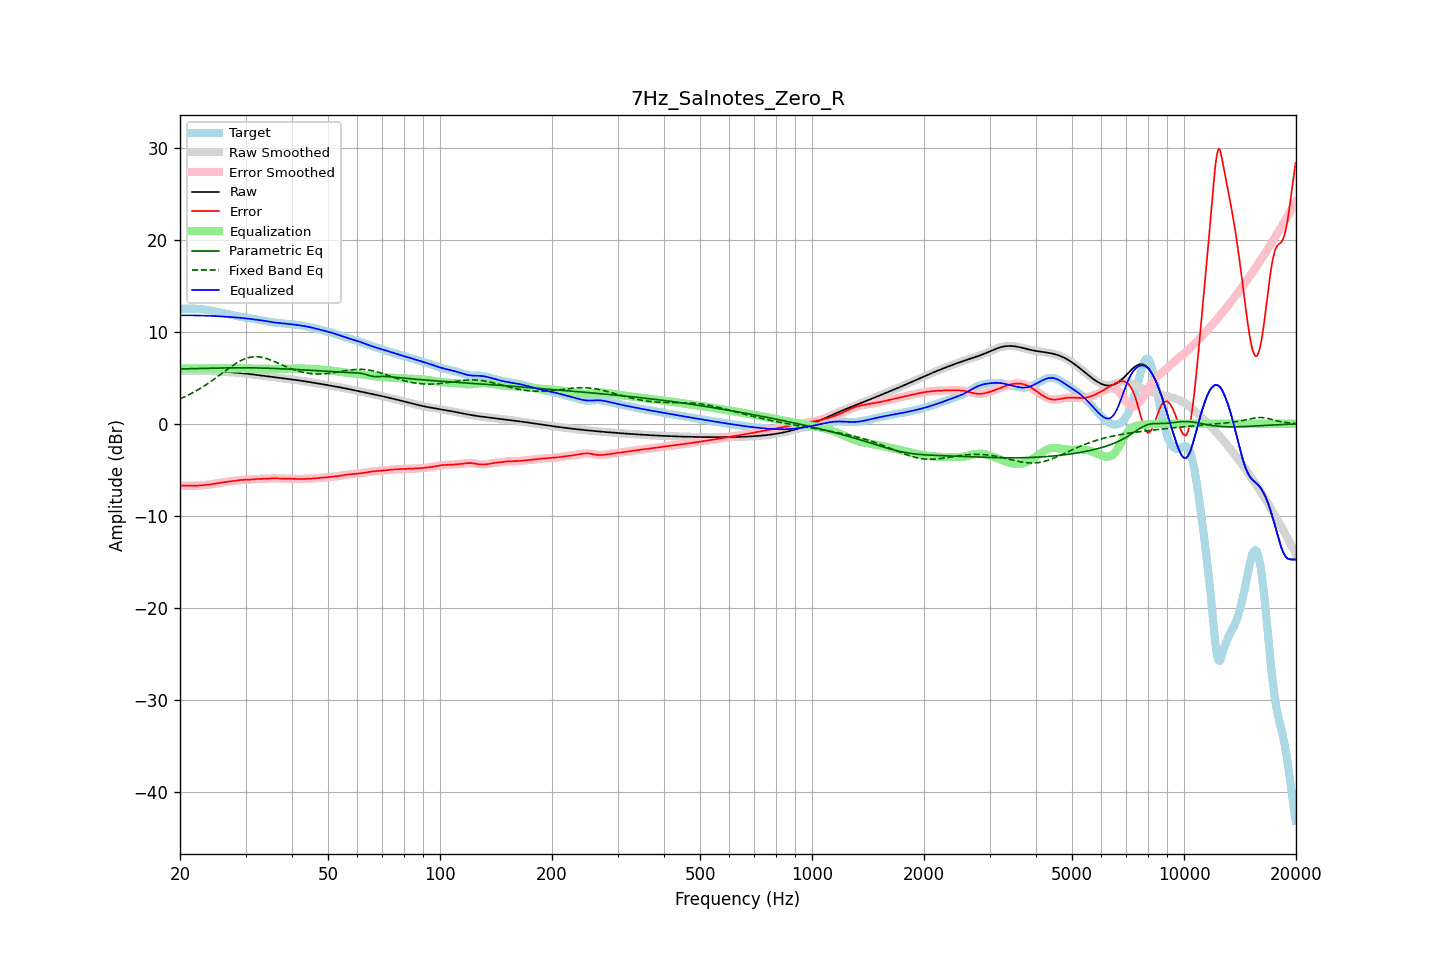 7Hz_Salnotes_Zero_R
Target
Raw Smoothed
Error Smoothed
Raw
Error
Equalization
Parametric Eq
Fixed Band Eq
Equalized
30
20
10
0
−10
−20
−30
−40
Amplitude (dBr)
20
50
100
200
500
1000
2000
5000
10000
20000
Frequency (Hz)